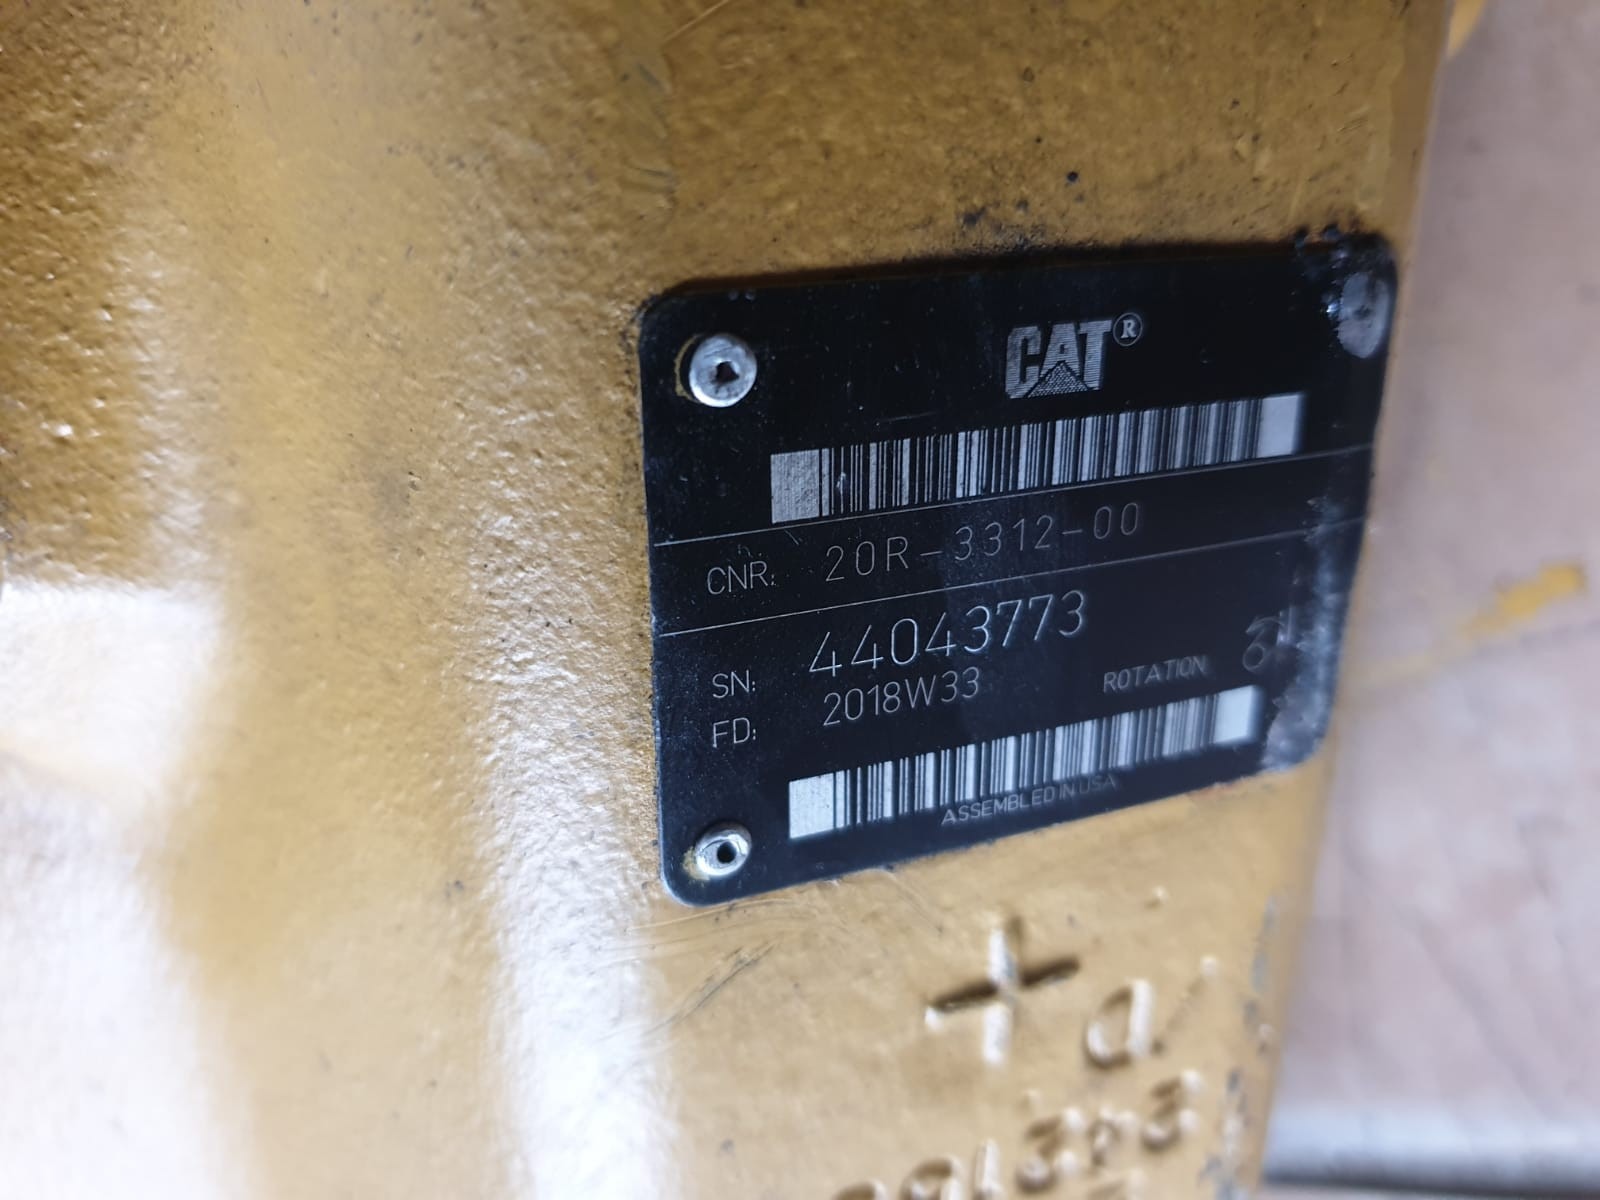 CAT®
CNR: 20R-3312-00
SN: 44043773
FD: 2018W33 ROTATION
ASSEMBLED IN USA